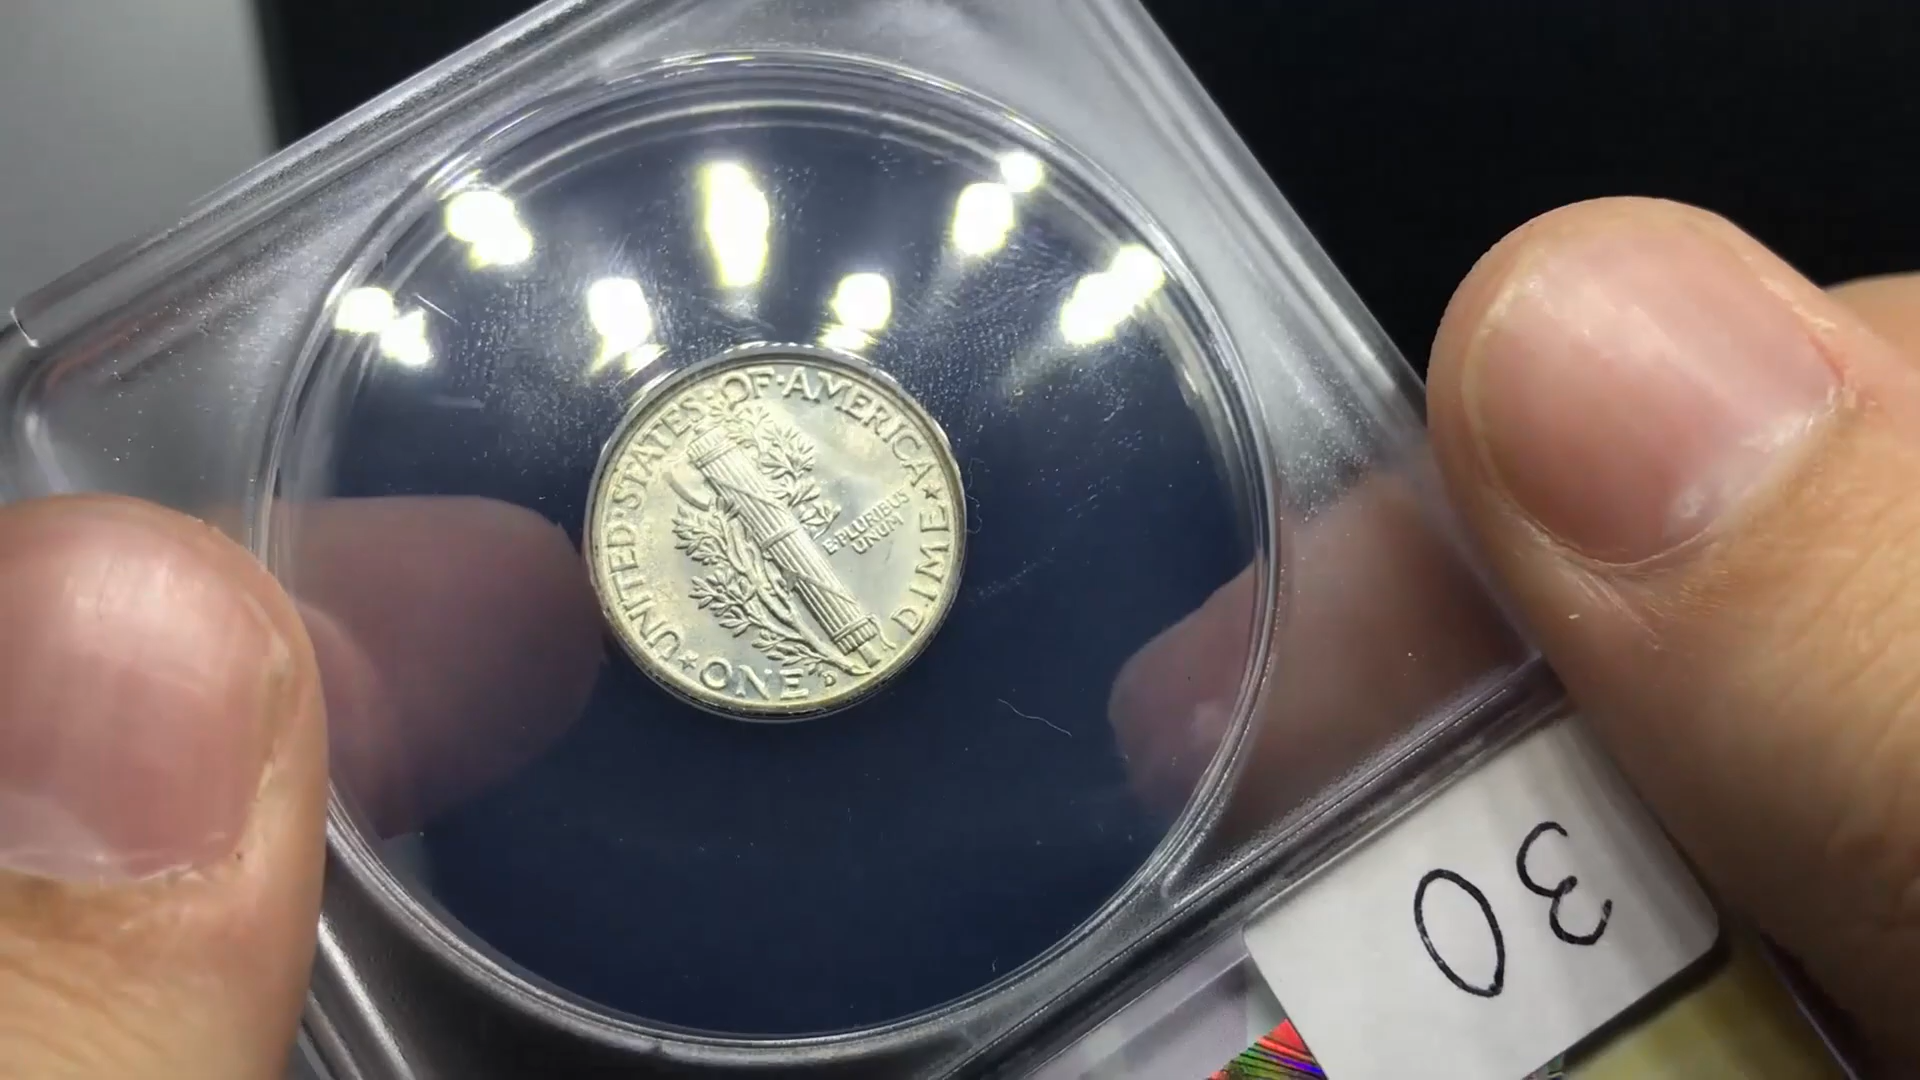 UNITED·STATES·OF·AMERICA
E·PLURIBUS
UNUM
ONE D DIME
30